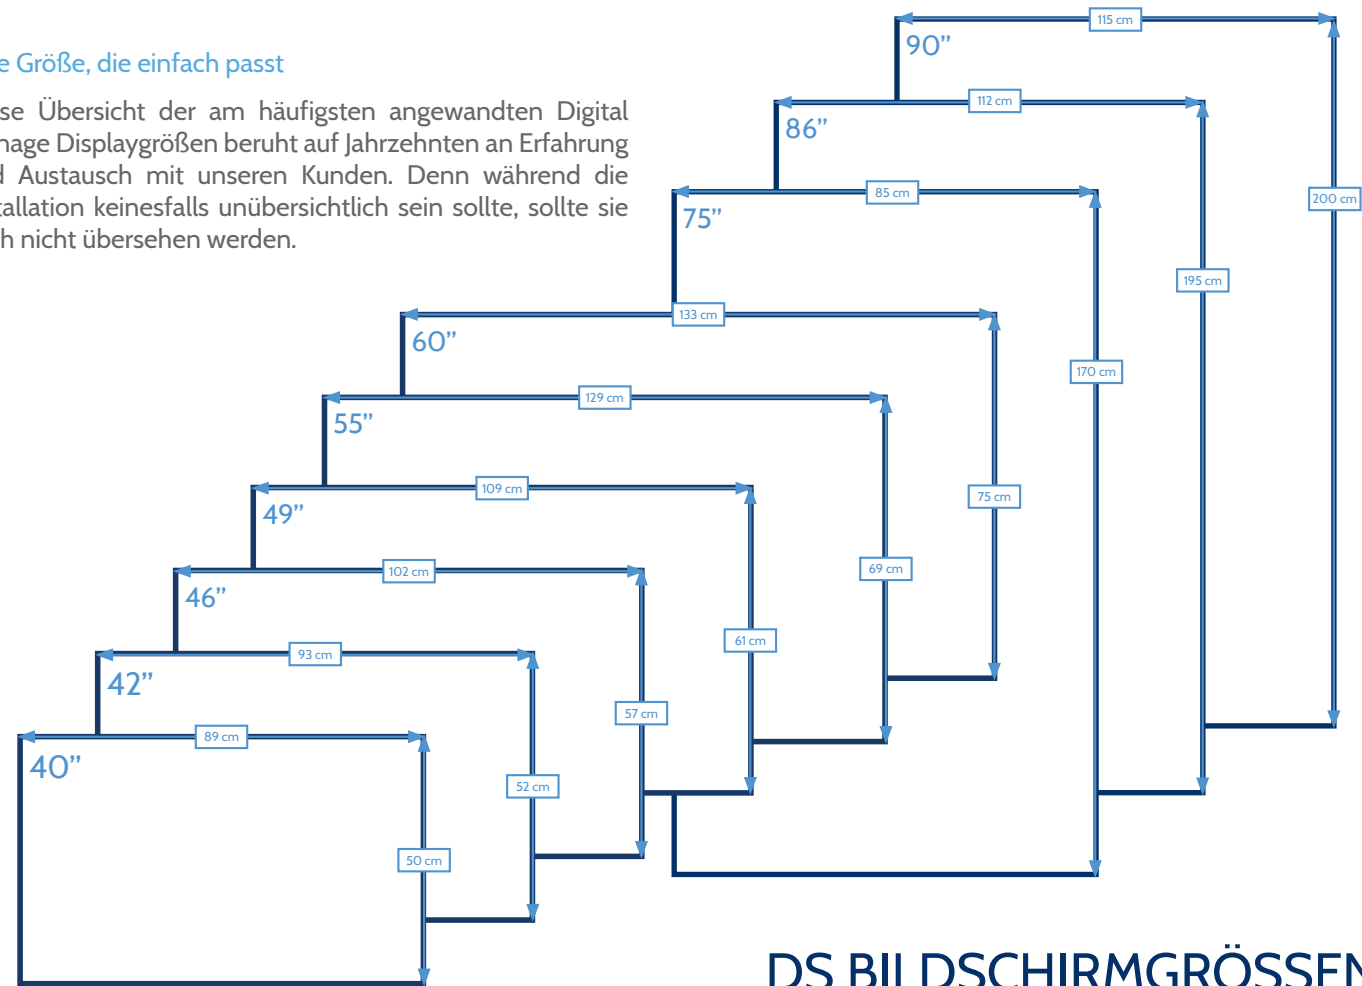 e Größe, die einfach passt
se Übersicht der am häufigsten angewandten Digital
nage Displaygrößen beruht auf Jahrzehnten an Erfahrung
d Austausch mit unseren Kunden. Denn während die
tallation keinesfalls unübersichtlich sein sollte, sollte sie
h nicht übersehen werden.
115 cm
90”
200 cm
112 cm
86”
195 cm
85 cm
75”
170 cm
133 cm
60”
75 cm
129 cm
55”
69 cm
109 cm
49”
61 cm
102 cm
46”
57 cm
93 cm
42”
52 cm
89 cm
40”
50 cm
DS BILDSCHIRMGRÖSSEN